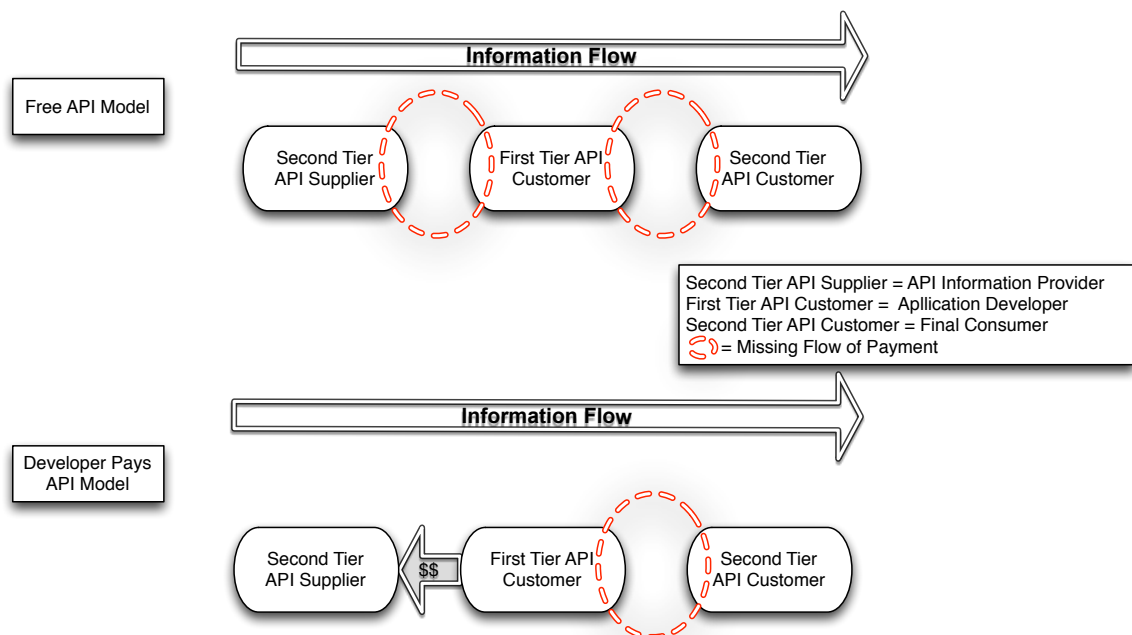 Information Flow
Free API Model
Second Tier
API Supplier
First Tier API
Customer
Second Tier
API Customer
Second Tier API Supplier = API Information Provider
First Tier API Customer = Apllication Developer
Second Tier API Customer = Final Consumer
= Missing Flow of Payment
Information Flow
Developer Pays
API Model
Second Tier
API Supplier
$$
First Tier API
Customer
Second Tier
API Customer